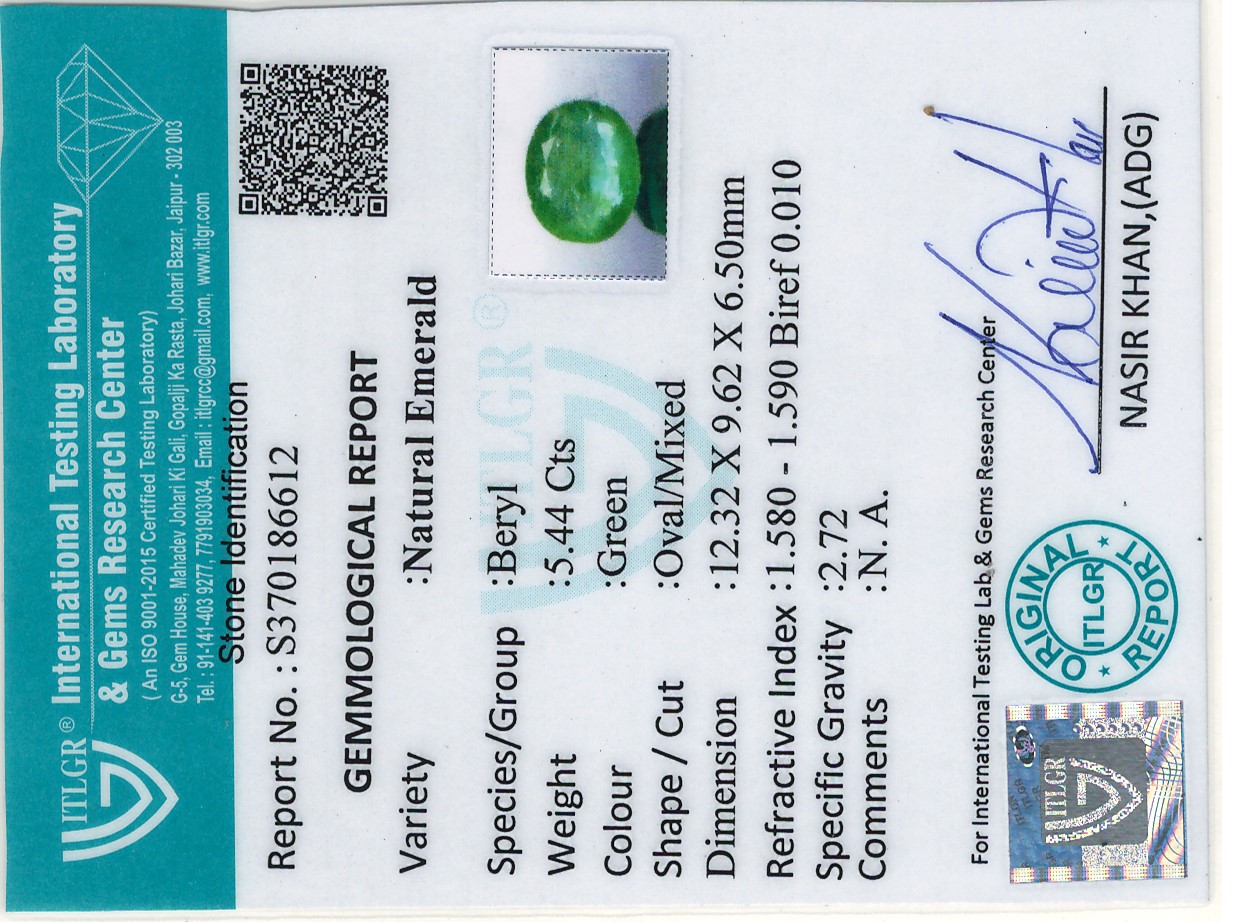 ITLGR® International Testing Laboratory
& Gems Research Center
( An ISO 9001-2015 Certified Testing Laboratory)
G-5, Gem House, Mahadev Johari Ki Gali, Gopalji Ka Rasta, Johari Bazar, Jaipur - 302 003
Tel. : 91-141-403 9277, 7791903034, Email : itlgrcc@gmail.com, www.itlgr.com
Stone Identification
Report No. : S370186612
GEMMOLOGICAL REPORT
Variety :Natural Emerald
Species/Group :Beryl
Weight :5.44 Cts
Colour :Green
Shape / Cut :Oval/Mixed
Dimension :12.32 X 9.62 X 6.50mm
Refractive Index :1.580 - 1.590 Biref 0.010
Specific Gravity :2.72
Comments :N. A.
ITLGR®
For International Testing Lab & Gems Research Center
ITLGR
ORIGINAL
ITLGR
REPORT
NASIR KHAN,(ADG)